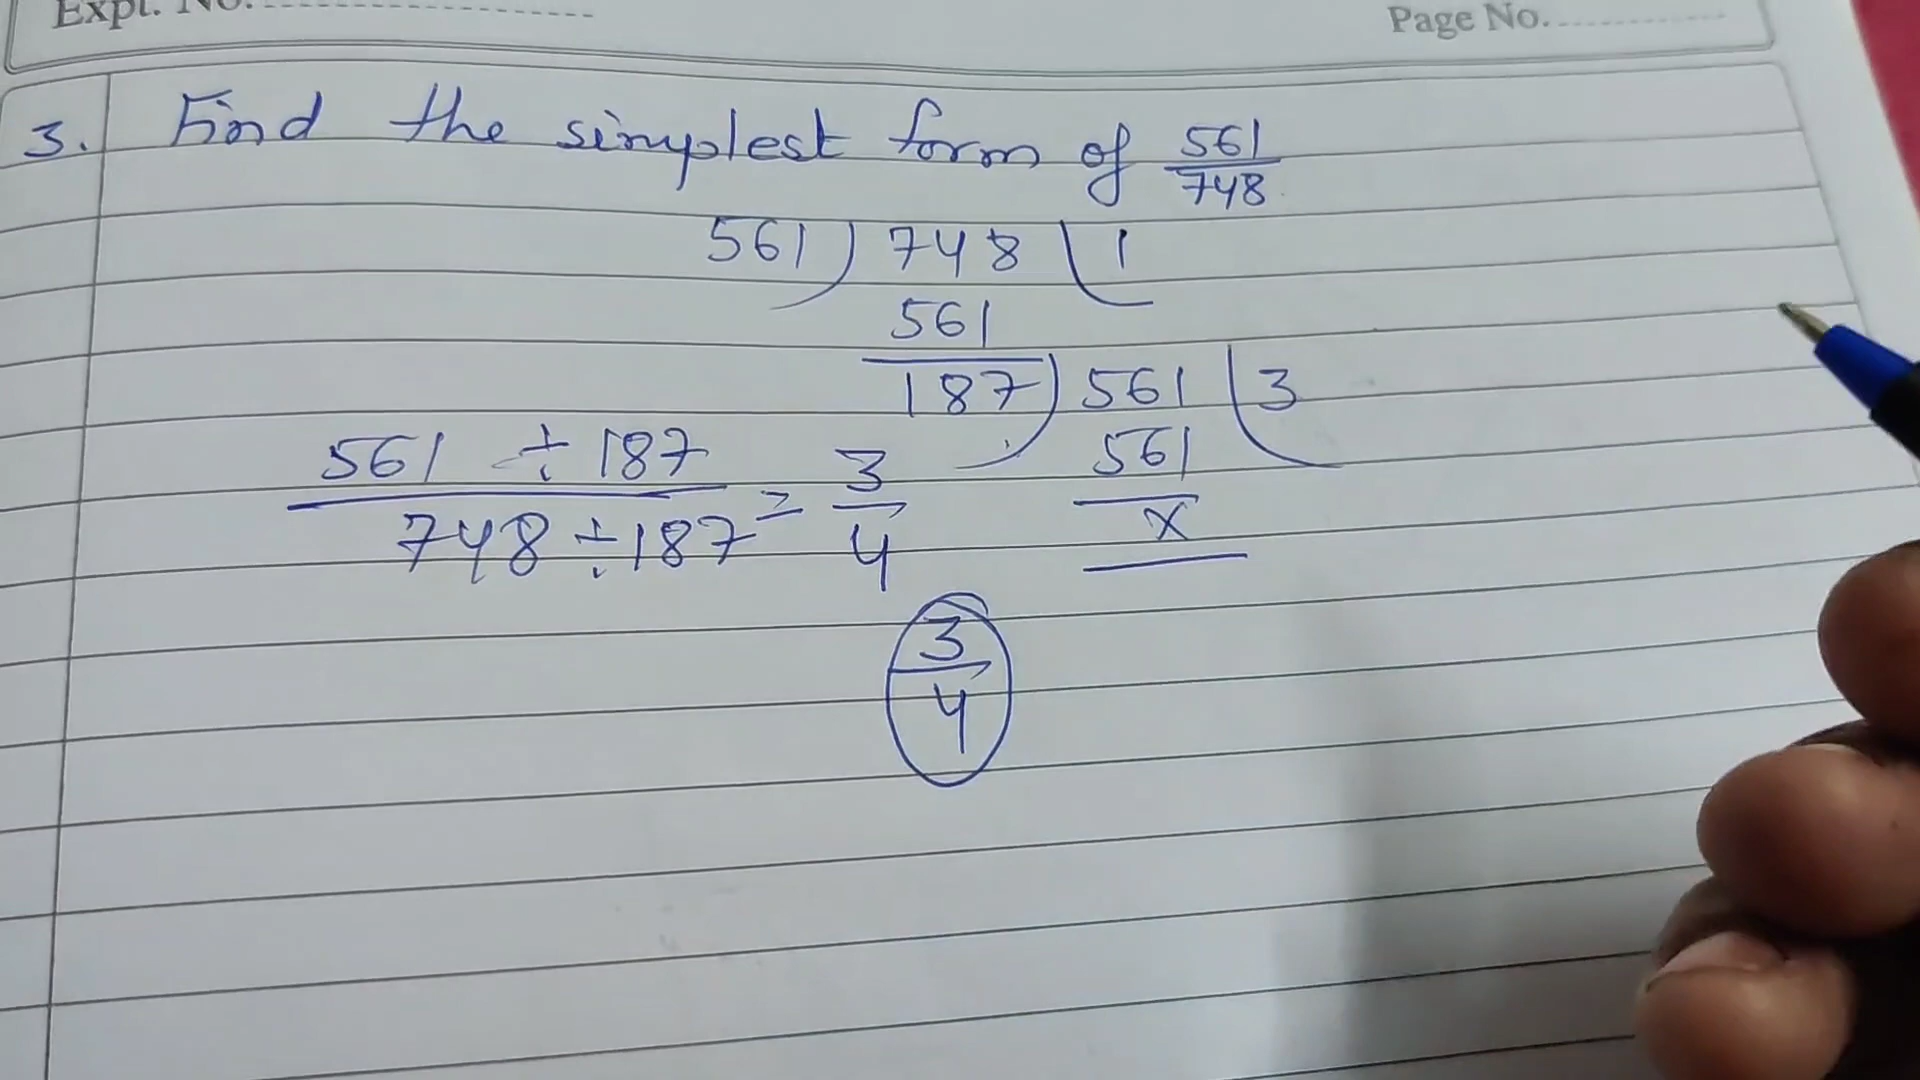 Expt. No.
Page No.
3. Find the simplest form of 561/748
561 ) 748 ( 1
561
187 ) 561 ( 3
561
x
561 ÷ 187 / 748 ÷ 187 = 3/4
3/4